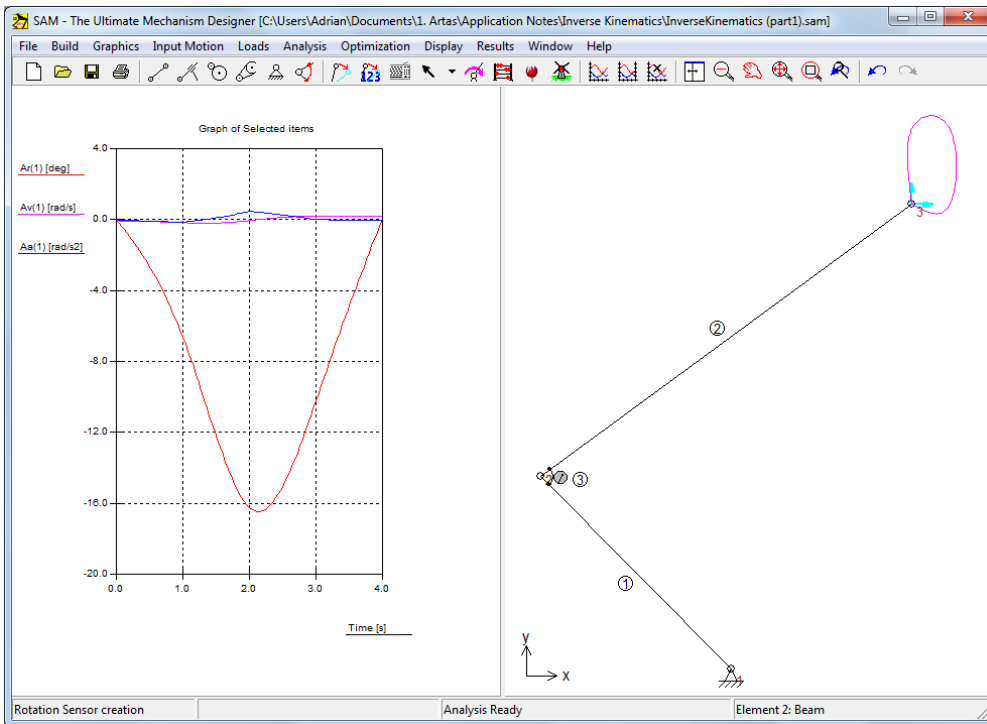 SAM - The Ultimate Mechanism Designer [C:\Users\Adrian\Documents\1. Artas\Application Notes\Inverse Kinematics\InverseKinematics (part1).sam]
File Build Graphics Input Motion Loads Analysis Optimization Display Results Window Help
123
Graph of Selected items
Ar(1) [deg]
Av(1) [rad/s]
Aa(1) [rad/s2]
4.0
0.0
-4.0
-8.0
-12.0
-16.0
-20.0
0.0 1.0 2.0 3.0 4.0
Time [s]
3
2
2 3
1
1
y
x
Rotation Sensor creation Analysis Ready Element 2: Beam